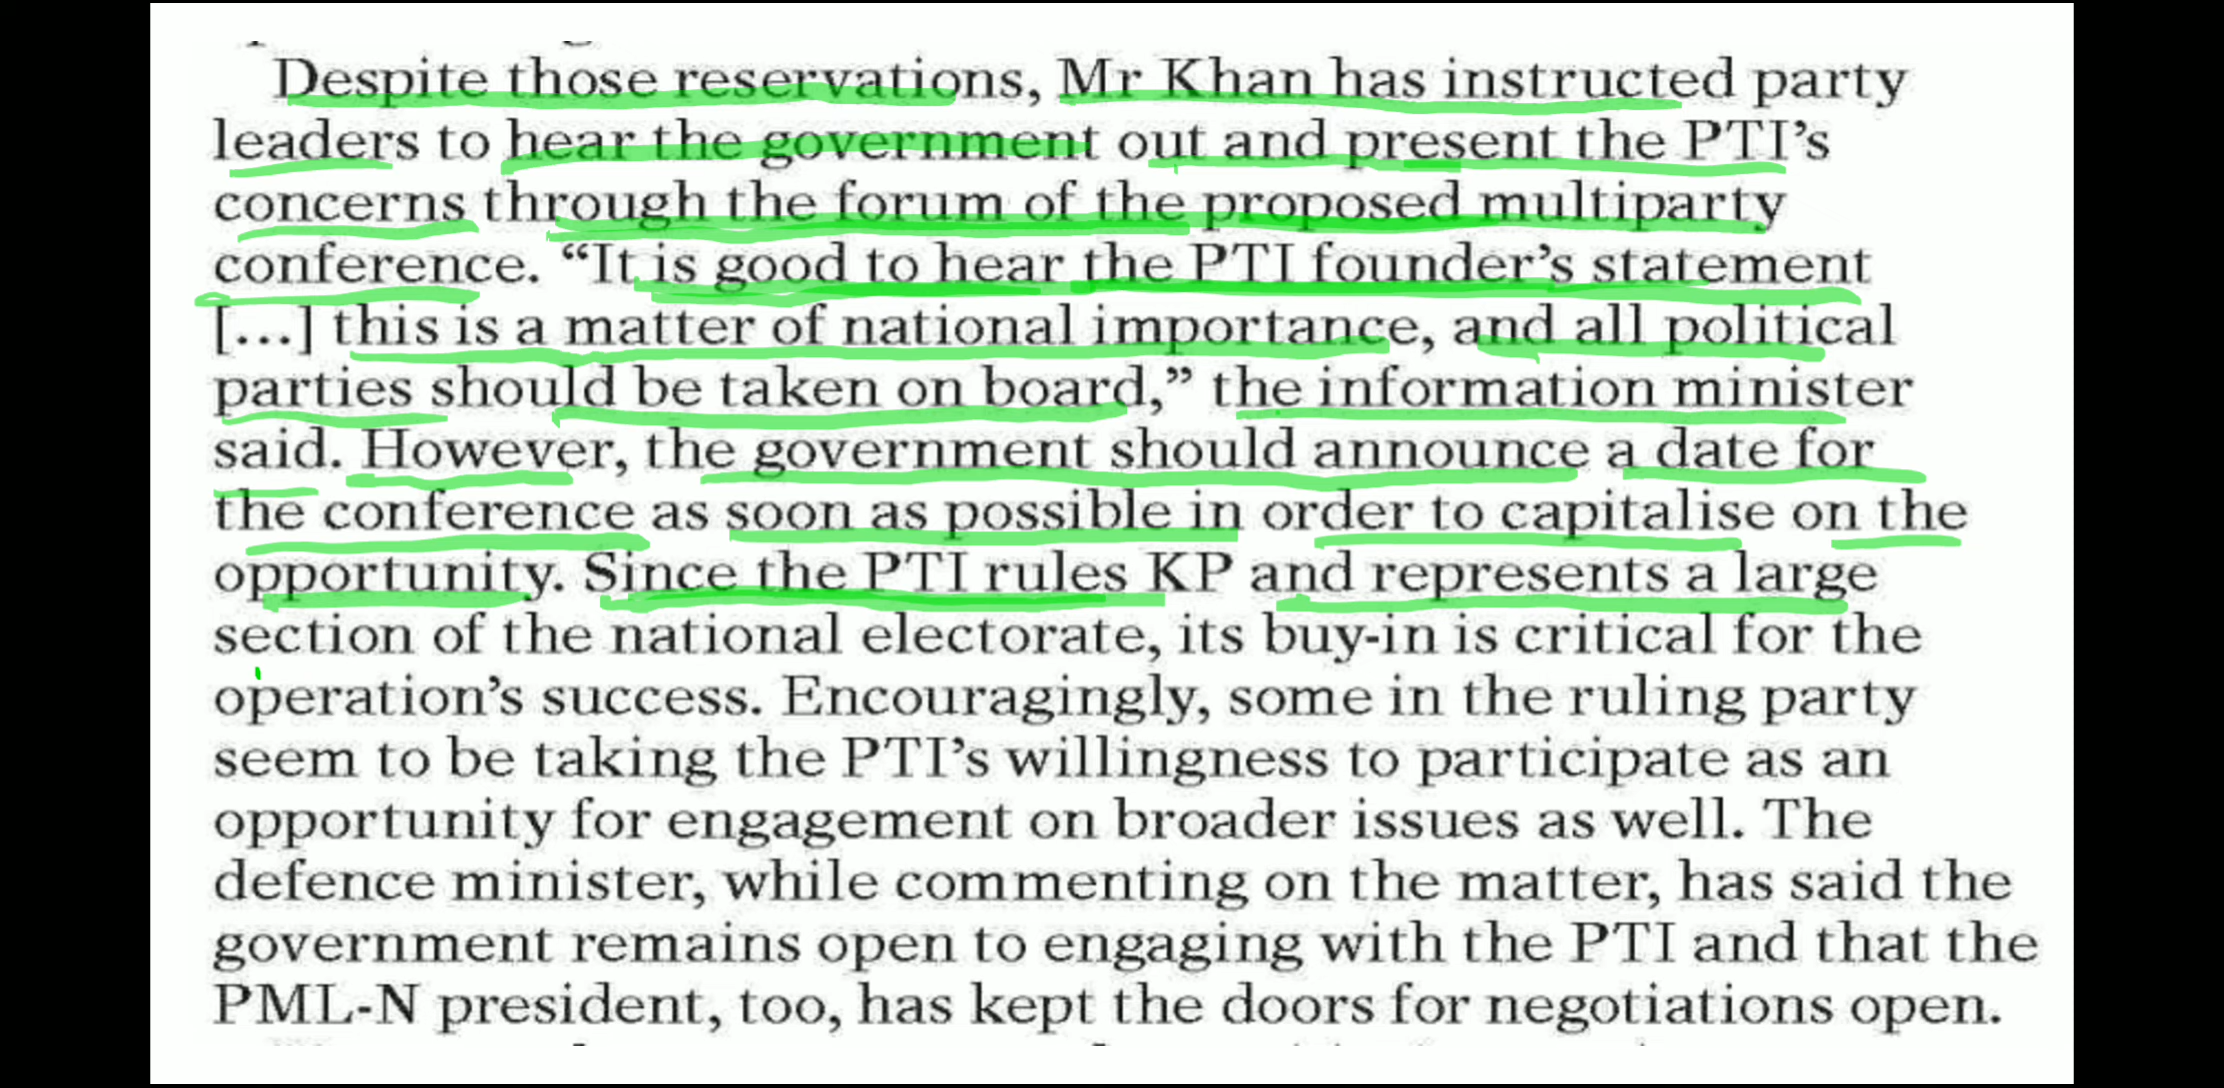 Despite those reservations, Mr Khan has instructed party
leaders to hear the government out and present the PTI’s
concerns through the forum of the proposed multiparty
conference. “It is good to hear the PTI founder’s statement
[...] this is a matter of national importance, and all political
parties should be taken on board,” the information minister
said. However, the government should announce a date for
the conference as soon as possible in order to capitalise on the
opportunity. Since the PTI rules KP and represents a large
section of the national electorate, its buy-in is critical for the
operation’s success. Encouragingly, some in the ruling party
seem to be taking the PTI’s willingness to participate as an
opportunity for engagement on broader issues as well. The
defence minister, while commenting on the matter, has said the
government remains open to engaging with the PTI and that the
PML-N president, too, has kept the doors for negotiations open.